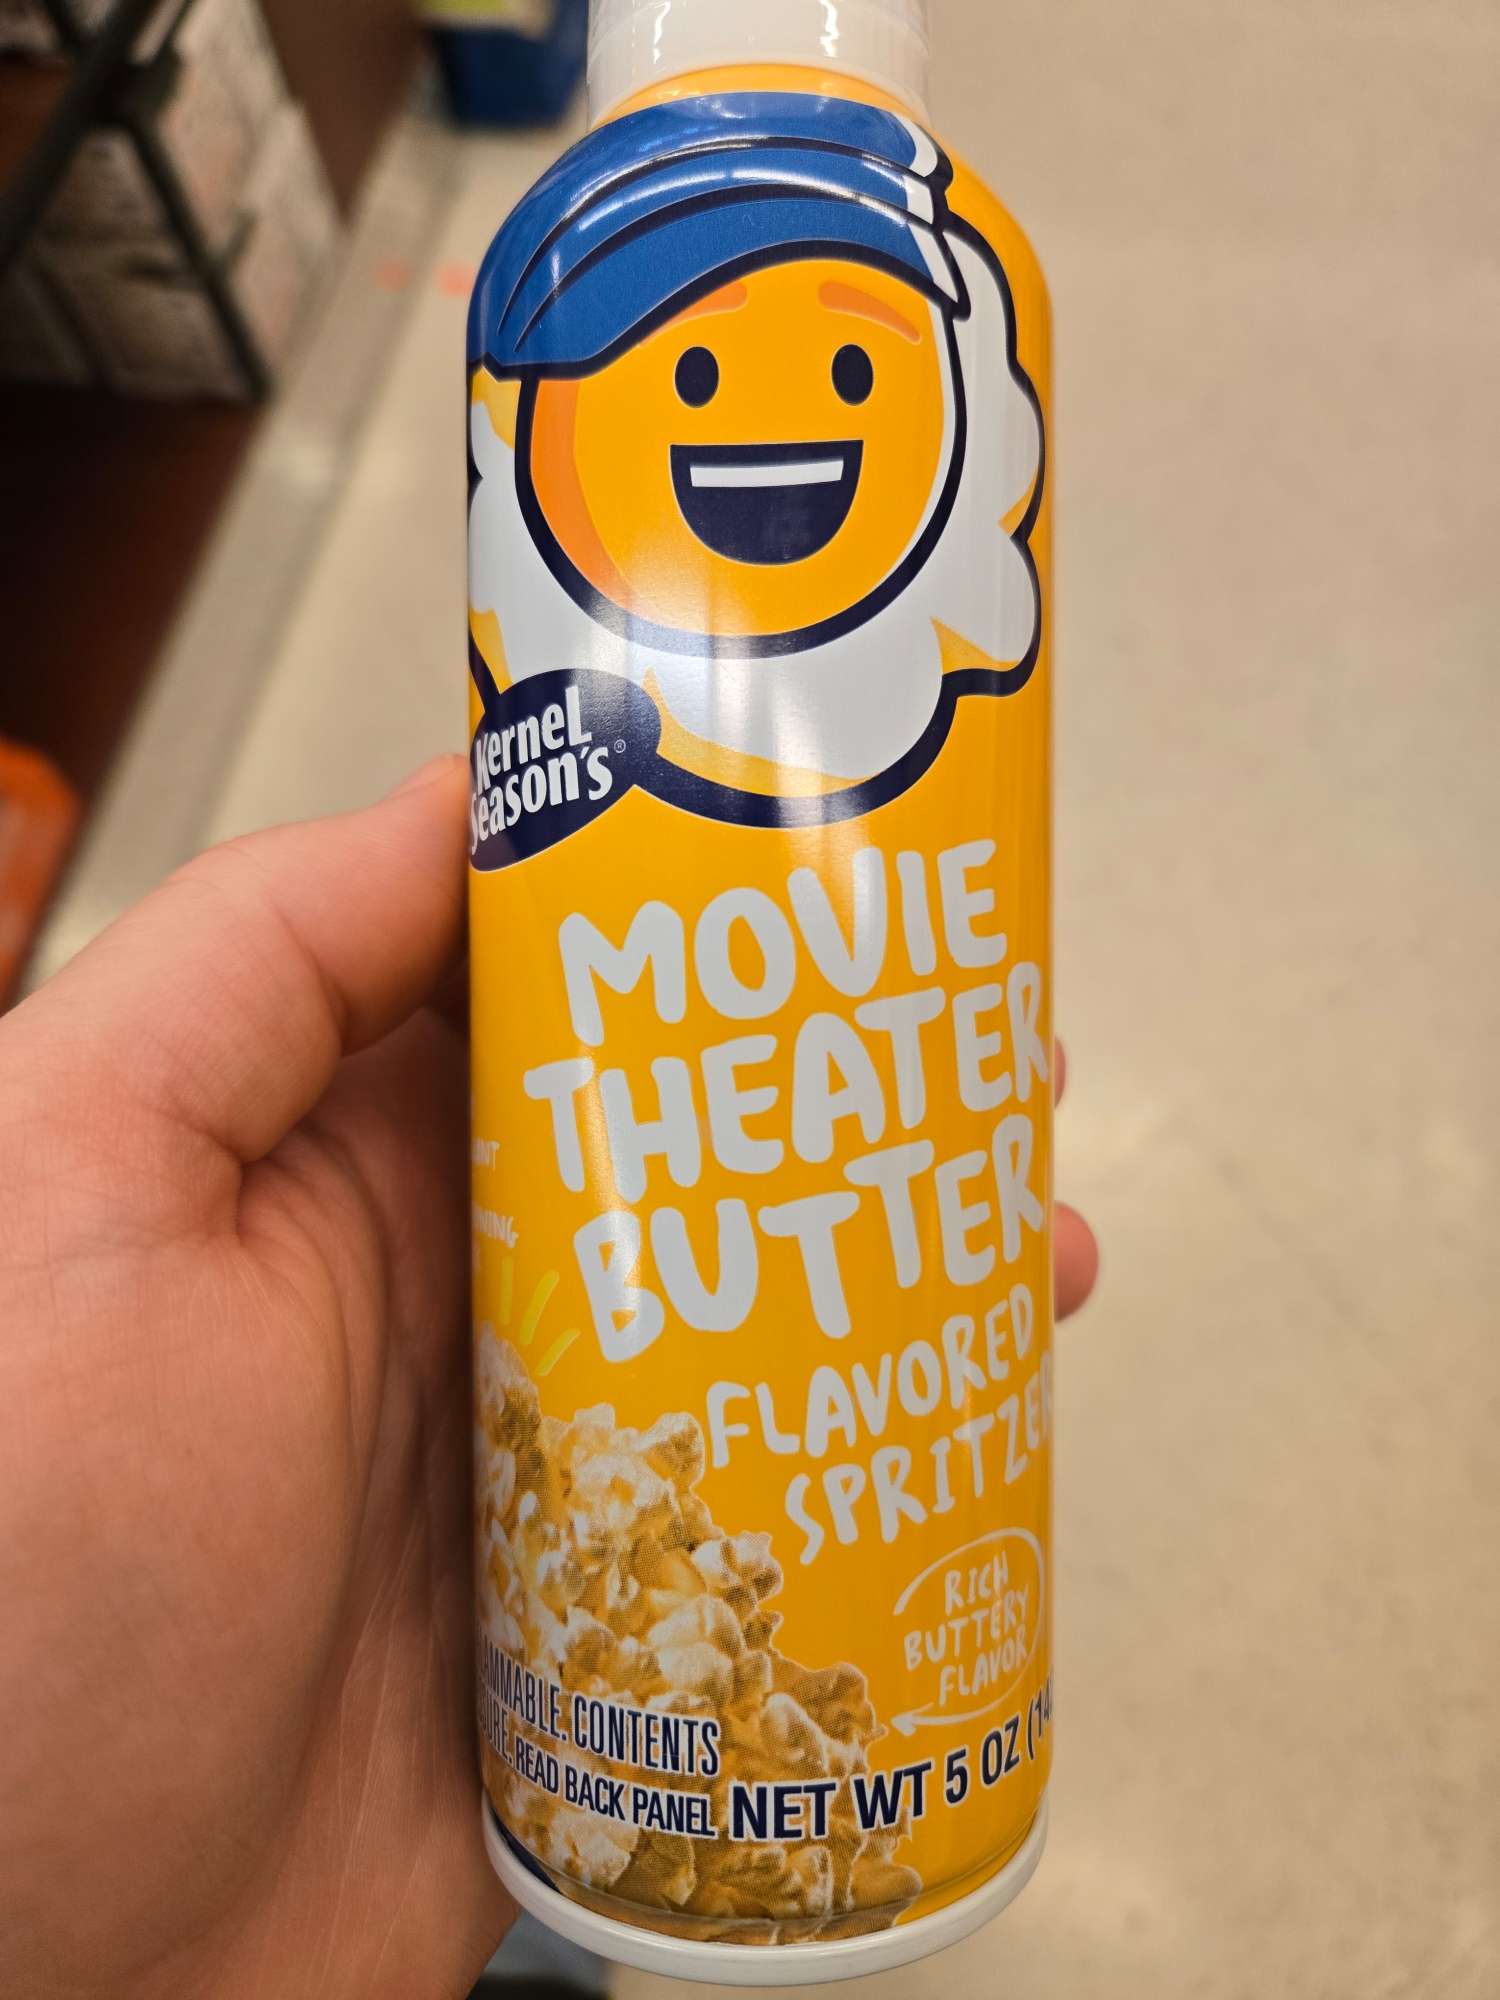 Kernel
Season's®
MOVIE
THEATER
BUTTER
FLAVORED
SPRITZER
RICH
BUTTERY
FLAVOR
CONTENTS
READ BACK PANEL
NET WT 5 OZ